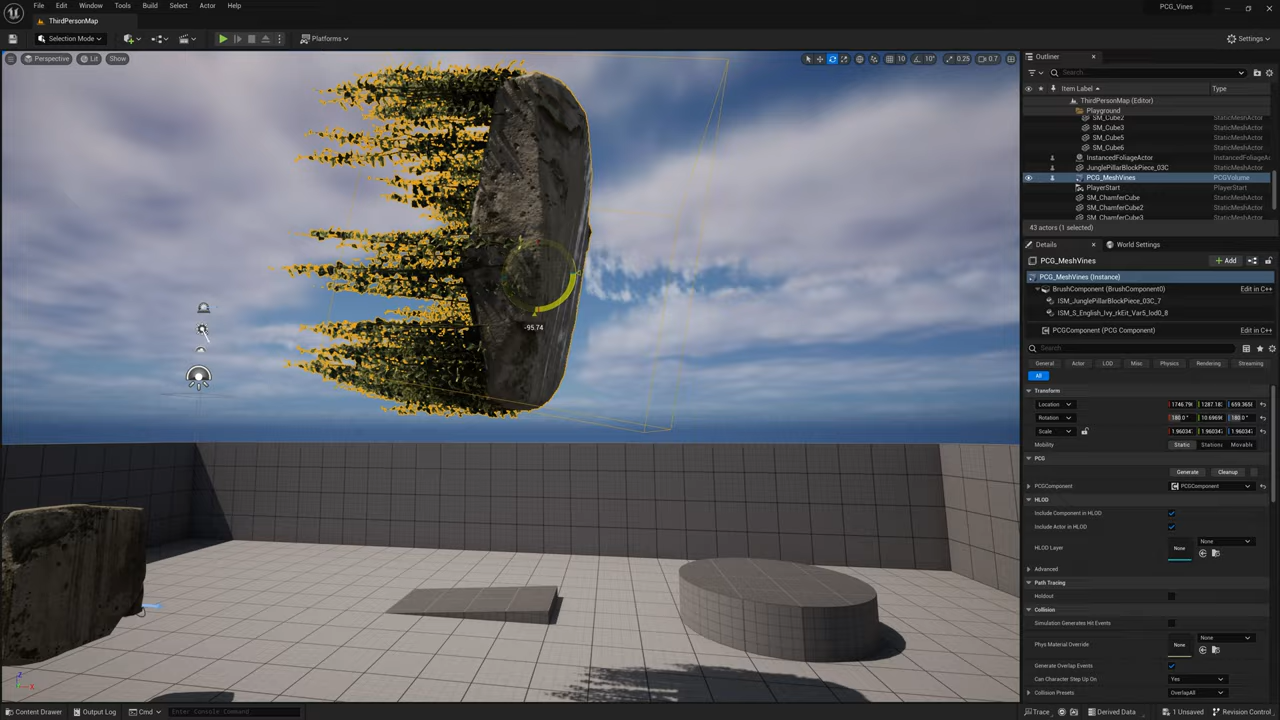 File Edit Window Tools Build Select Actor Help PCG_Vines
ThirdPersonMap
Selection Mode Platforms Settings
Perspective Lit Show 10 10° 0.25 0.7
-95.74
Outliner
Search...
Item Label Type
ThirdPersonMap (Editor)
Playground
SM_Cube2 StaticMeshActor
SM_Cube3 StaticMeshActor
SM_Cube5 StaticMeshActor
SM_Cube6 StaticMeshActor
InstancedFoliageActor InstancedFoliageAc
JunglePillarBlockPiece_03C StaticMeshActor
PCG_MeshVines PCGVolume
PlayerStart PlayerStart
SM_ChamferCube StaticMeshActor
SM_ChamferCube2 StaticMeshActor
SM_ChamferCube3 StaticMeshActor
43 actors (1 selected)
Details World Settings
PCG_MeshVines Add
PCG_MeshVines (Instance)
BrushComponent (BrushComponent0) Edit in C++
ISM_JunglePillarBlockPiece_03C_7
ISM_S_English_Ivy_rkEit_Var5_lod0_8
PCGComponent (PCG Component) Edit in C++
Search
General Actor LOD Misc Physics Rendering Streaming
All
Transform
Location 1287.18
Rotation 180.0° 180.0°
Scale 1.96034 1.96034 1.96034
Mobility Static Stationa Movable
PCG
Generate Cleanup
PCGComponent PCGComponent
HLOD
Include Component in HLOD
Include Actor in HLOD
HLOD Layer None None
Advanced
Path Tracing
Holdout
Collision
Simulation Generates Hit Events
Phys Material Override None None
Generate Overlap Events
Can Character Step Up On Yes
Collision Presets OverlapAll
Content Drawer Output Log Cmd Enter Console Command Trace Derived Data 1 Unsaved Revision Control